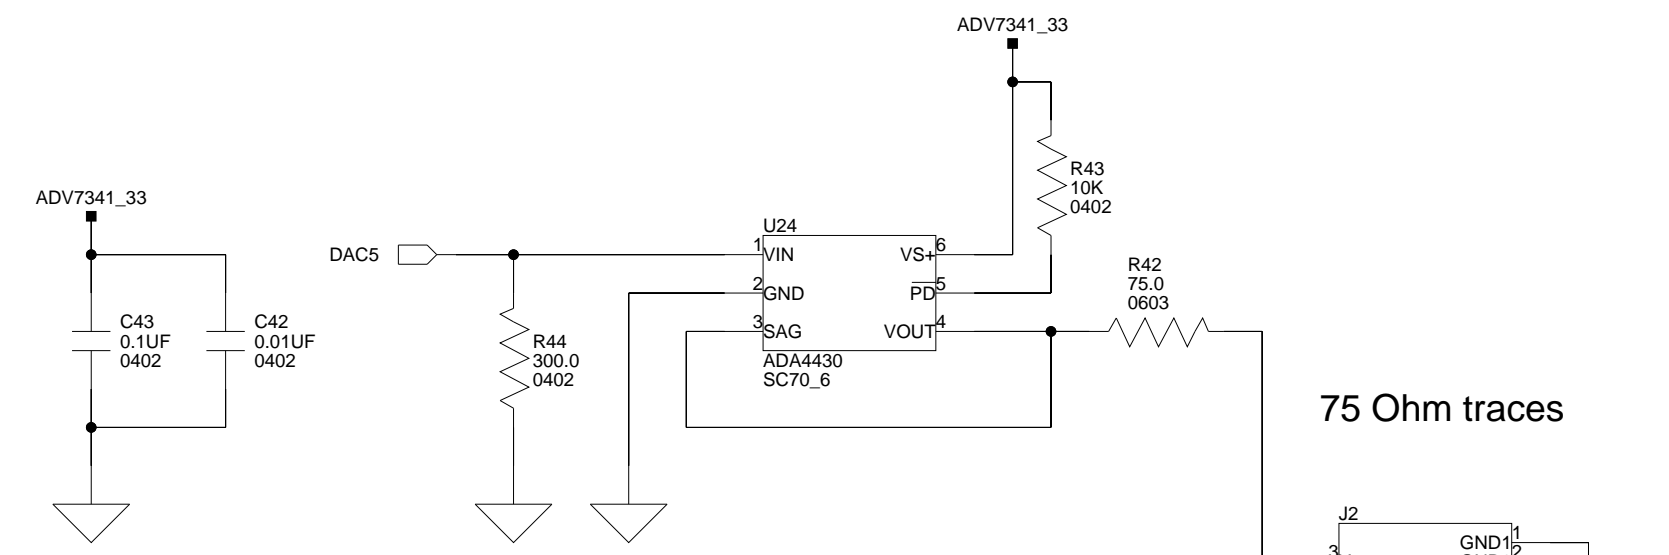 ADV7341_33
ADV7341_33
R43
10K
0402
U24
DAC5
1
VIN
VS+
6
2
GND
PD
5
3
SAG
VOUT
4
ADA4430
SC70_6
R42
75.0
0603
C43
0.1UF
0402
C42
0.01UF
0402
R44
300.0
0402
75 Ohm traces
J2
GND1
1
2
3